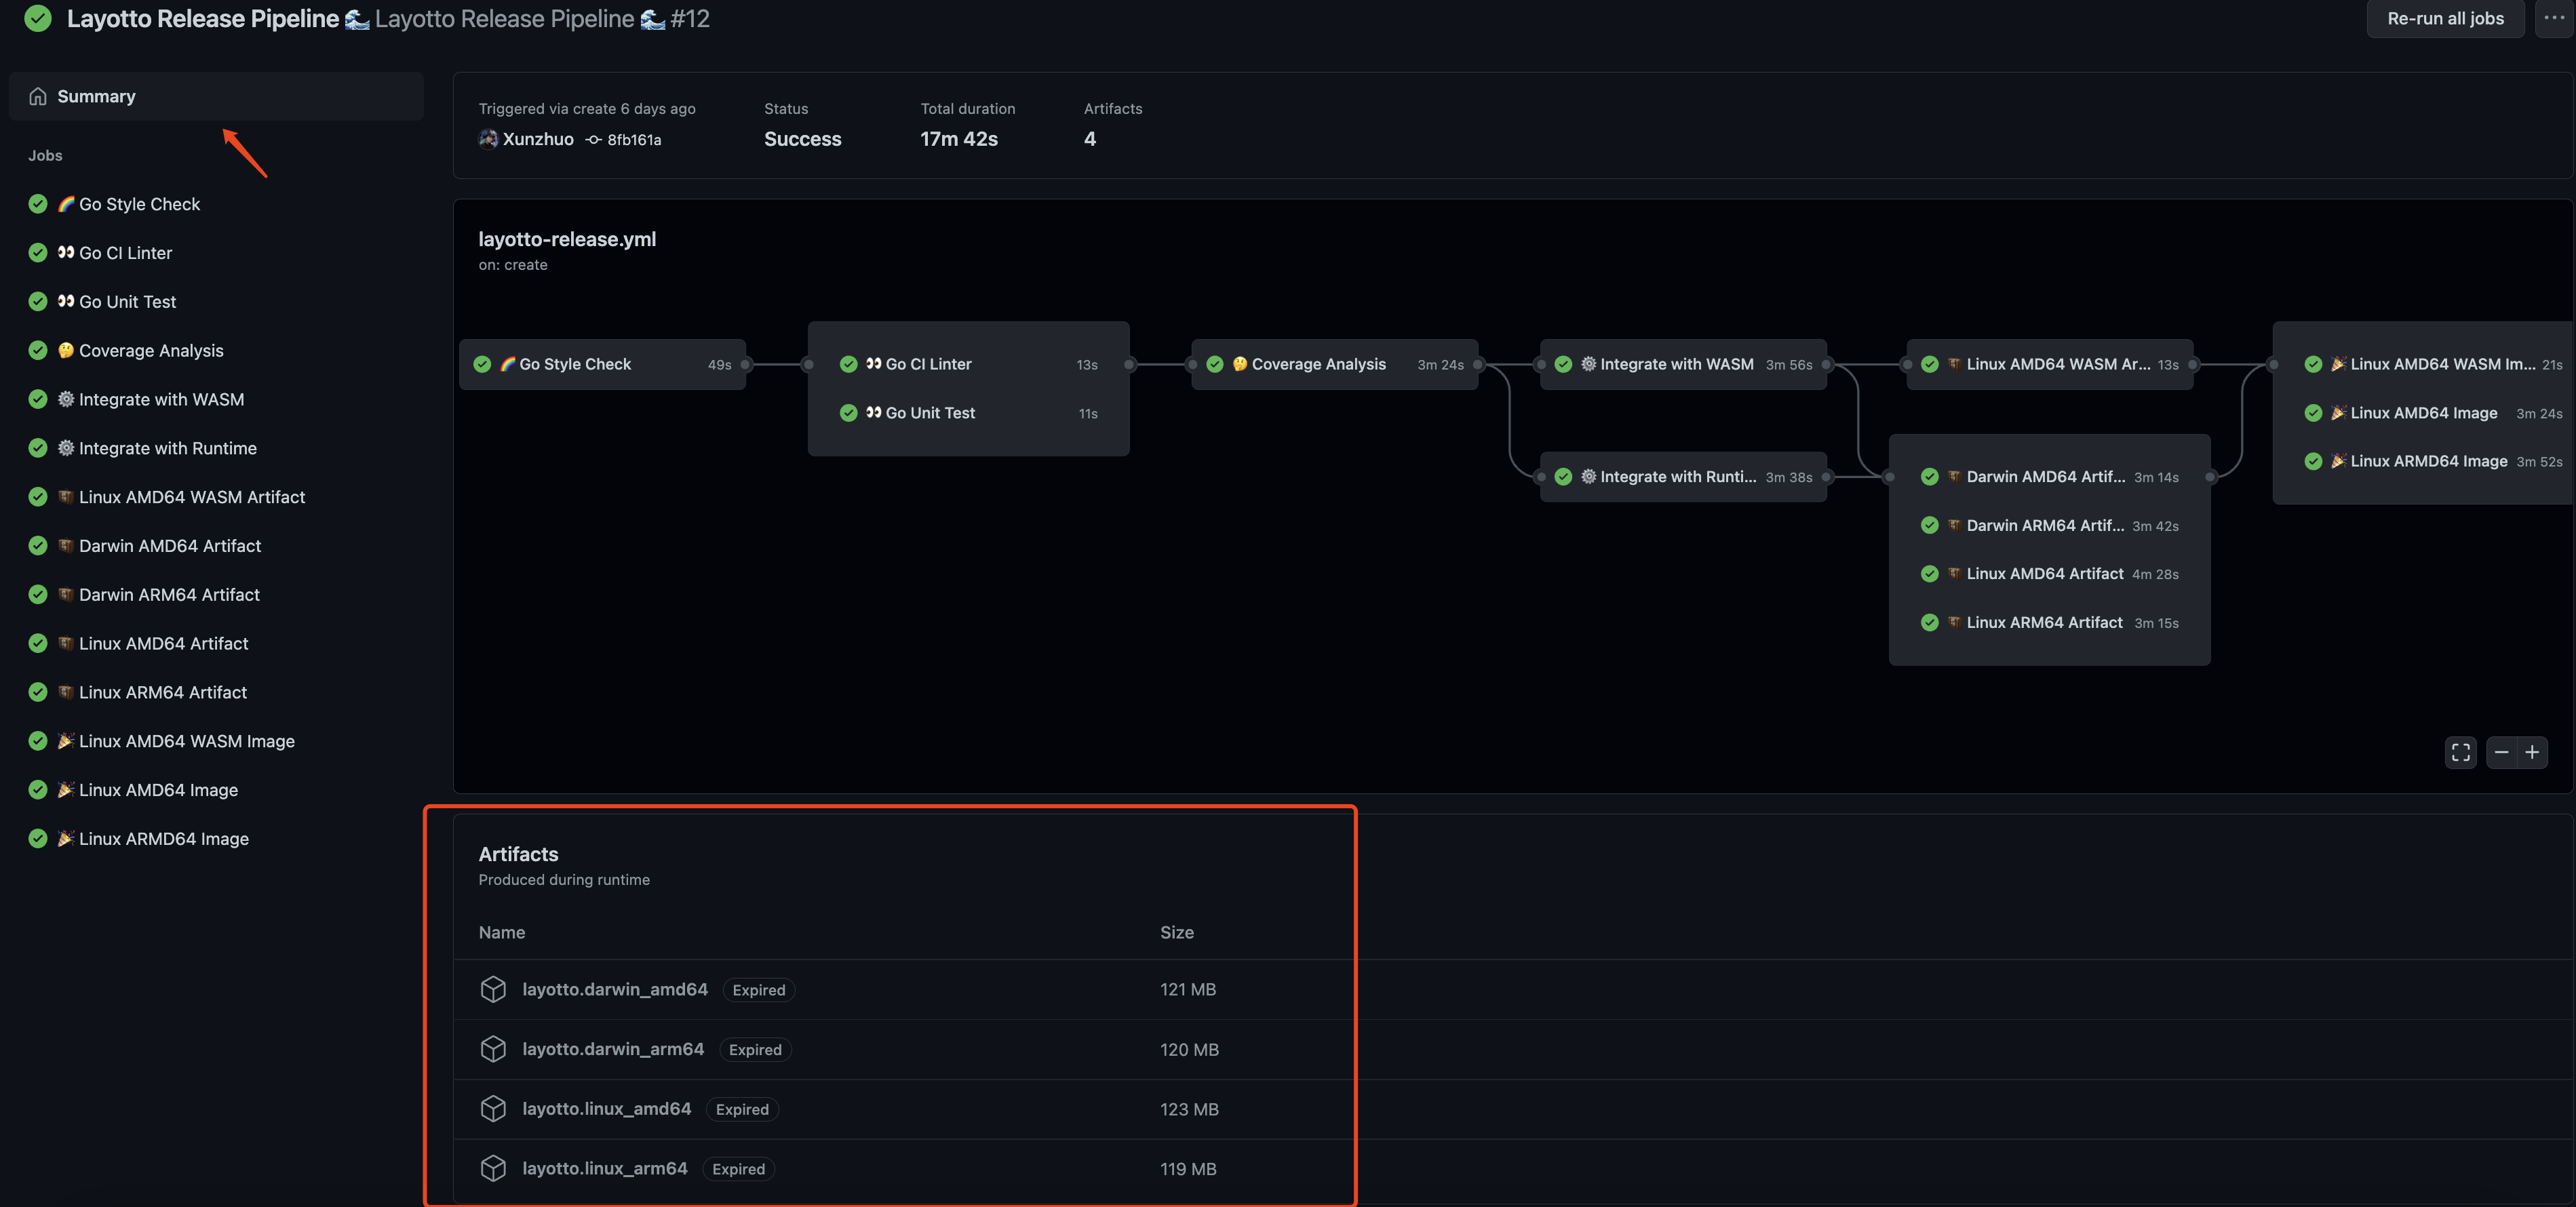 Layotto Release Pipeline 🌊 Layotto Release Pipeline 🌊 #12
Re-run all jobs
Summary
Jobs
🌈 Go Style Check
👀 Go CI Linter
👀 Go Unit Test
🤔 Coverage Analysis
⚙️ Integrate with WASM
⚙️ Integrate with Runtime
Linux AMD64 WASM Artifact
Darwin AMD64 Artifact
Darwin ARM64 Artifact
Linux AMD64 Artifact
Linux ARM64 Artifact
🎉 Linux AMD64 WASM Image
🎉 Linux AMD64 Image
🎉 Linux ARMD64 Image
Triggered via create 6 days ago
Xunzhuo 8fb161a
Status
Success
Total duration
17m 42s
Artifacts
4
layotto-release.yml
on: create
🌈 Go Style Check 49s
👀 Go CI Linter 13s
👀 Go Unit Test 11s
🤔 Coverage Analysis 3m 24s
⚙️ Integrate with WASM 3m 56s
⚙️ Integrate with Runti... 3m 38s
Linux AMD64 WASM Ar... 13s
Darwin AMD64 Artif... 3m 14s
Darwin ARM64 Artif... 3m 42s
Linux AMD64 Artifact 4m 28s
Linux ARM64 Artifact 3m 15s
🎉 Linux AMD64 WASM Im... 21s
🎉 Linux AMD64 Image 3m 24s
🎉 Linux ARMD64 Image 3m 52s
Artifacts
Produced during runtime
Name Size
layotto.darwin_amd64 Expired 121 MB
layotto.darwin_arm64 Expired 120 MB
layotto.linux_amd64 Expired 123 MB
layotto.linux_arm64 Expired 119 MB